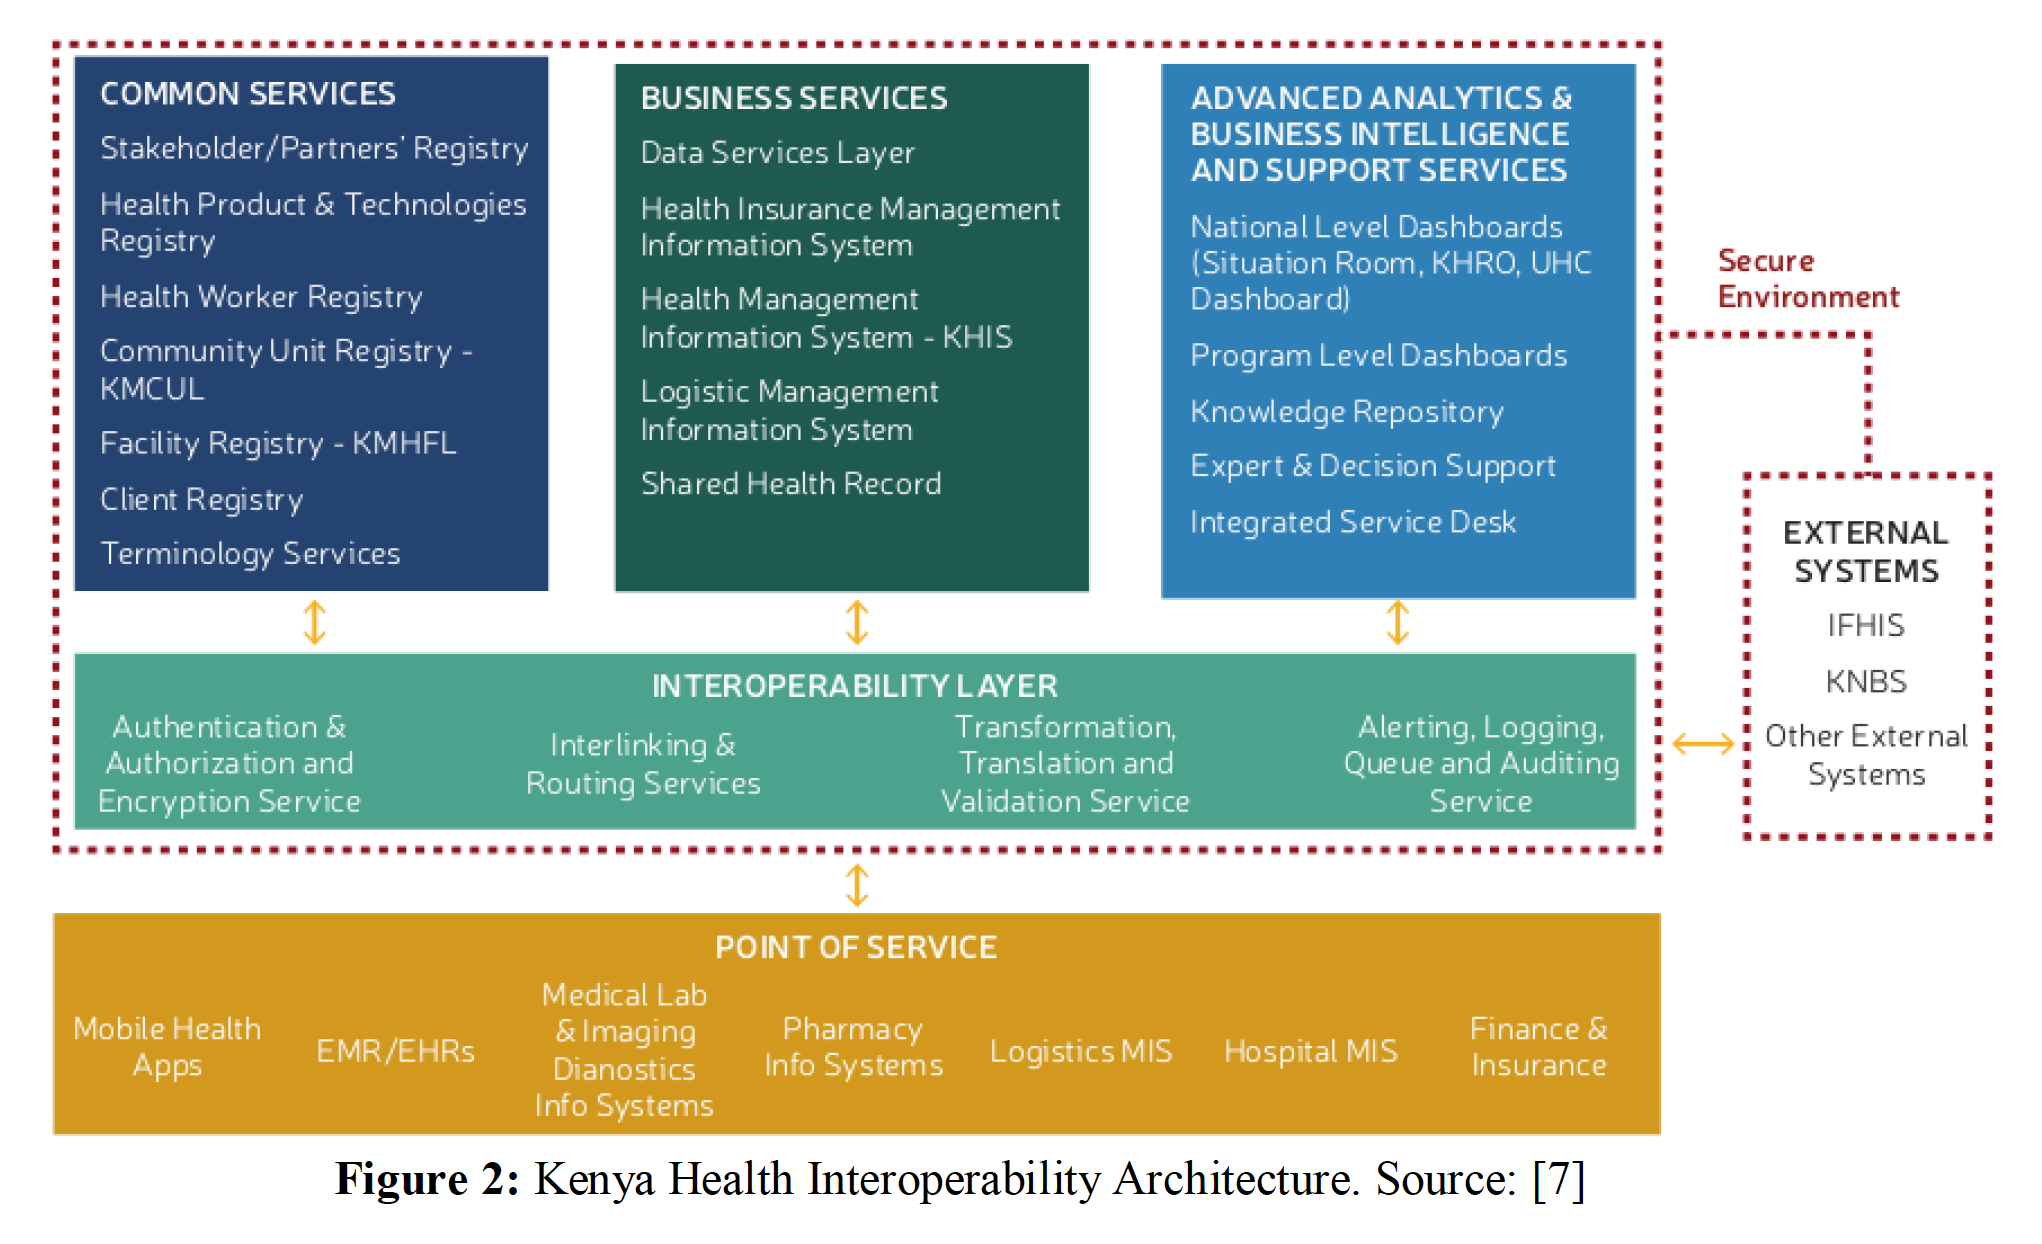 COMMON SERVICES
Stakeholder/Partners' Registry
Health Product & Technologies
Registry
Health Worker Registry
Community Unit Registry -
KMCUL
Facility Registry - KMHFL
Client Registry
Terminology Services
BUSINESS SERVICES
Data Services Layer
Health Insurance Management
Information System
Health Management
Information System - KHIS
Logistic Management
Information System
Shared Health Record
ADVANCED ANALYTICS &
BUSINESS INTELLIGENCE
AND SUPPORT SERVICES
National Level Dashboards
(Situation Room, KHRO, UHC
Dashboard)
Program Level Dashboards
Knowledge Repository
Expert & Decision Support
Integrated Service Desk
Secure
Environment
EXTERNAL
SYSTEMS
IFHIS
KNBS
Other External
Systems
INTEROPERABILITY LAYER
Authentication &
Authorization and
Encryption Service
Interlinking &
Routing Services
Transformation,
Translation and
Validation Service
Alerting, Logging,
Queue and Auditing
Service
POINT OF SERVICE
Mobile Health
Apps
EMR/EHRs
Medical Lab
& Imaging
Dianostics
Info Systems
Pharmacy
Info Systems
Logistics MIS
Hospital MIS
Finance &
Insurance
Figure 2: Kenya Health Interoperability Architecture. Source: [7]